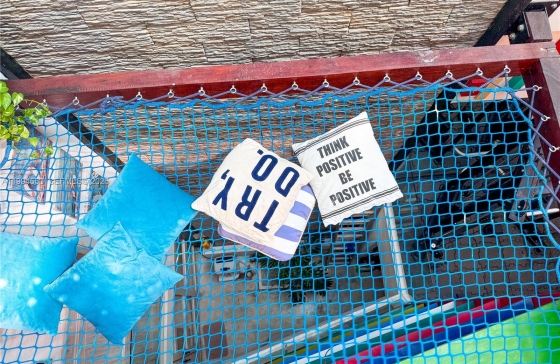 TRY,
DO.
THINK
POSITIVE
BE
POSITIVE